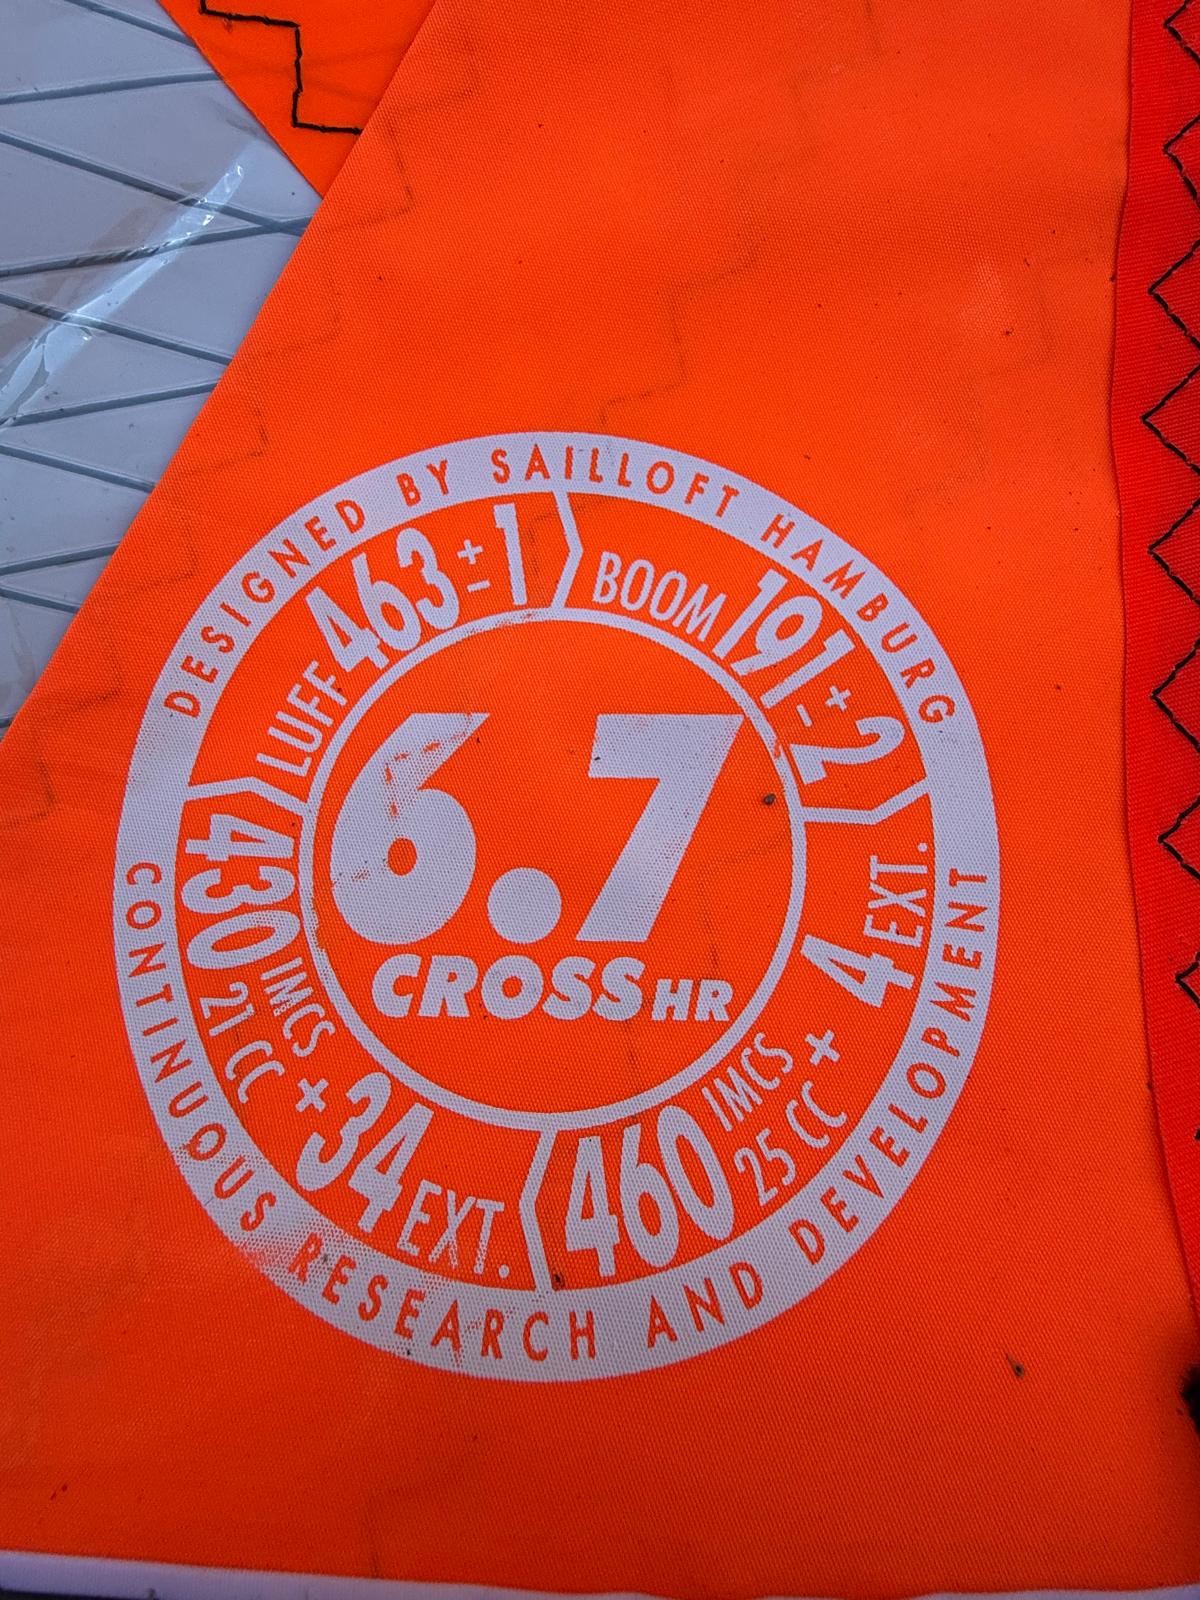 DESIGNED BY SAILLOFT HAMBURG
LUFF 463 ± 1
BOOM 191 ± 2
6.7
CROSS HR
430 IMCS 21 CC + 34 EXT.
460 IMCS 25 CC + 4 EXT.
CONTINUOUS RESEARCH AND DEVELOPMENT